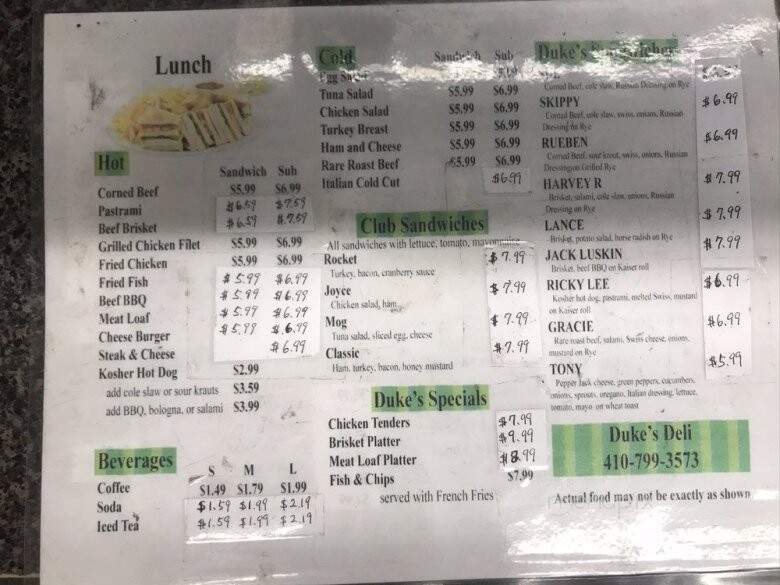 Lunch
Hot
Sandwich Sub
Corned Beef $5.99 $6.99
Pastrami $6.59 $7.59
Beef Brisket $6.59 $7.59
Grilled Chicken Filet $5.99 $6.99
Fried Chicken $5.99 $6.99
Fried Fish $5.99 $6.99
Beef BBQ $5.99 $6.99
Meat Loaf $5.99 $6.99
Cheese Burger $5.99 $6.99
Steak & Cheese $6.99
Kosher Hot Dog $2.99
add cole slaw or sour krauts $3.59
add BBQ, bologna, or salami $3.99
Beverages
S M L
Coffee $1.49 $1.79 $1.99
Soda $1.59 $1.99 $2.19
Iced Tea $1.59 $1.99 $2.19
Cold Sandwich Sub
Egg Salad
Tuna Salad $5.99 $6.99
Chicken Salad $5.99 $6.99
Turkey Breast $5.99 $6.99
Ham and Cheese $5.99 $6.99
Rare Roast Beef $5.99 $6.99
Italian Cold Cut $6.99
Club Sandwiches
All sandwiches with lettuce, tomato, mayonnaise
Rocket $7.99
Turkey, bacon, cranberry sauce
Joyce $7.99
Chicken salad, ham
Mog $7.99
Tuna salad, sliced egg, cheese
Classic $7.99
Ham, turkey, bacon, honey mustard
Duke's Specials
Chicken Tenders $7.99
Brisket Platter $9.99
Meat Loaf Platter $8.99
Fish & Chips $7.99
served with French Fries
Duke's Sandwiches
Corned Beef, cole slaw, Russian Dressing on Rye
SKIPPY $6.99
Corned Beef, cole slaw, swiss, onions, Russian
Dressing on Rye
RUEBEN $6.99
Corned Beef, sour krout, swiss, onions, Russian
Dressing on Grilled Rye
HARVEY R $7.99
Brisket, salami, cole slaw, onions, Russian
Dressing on Rye
LANCE $7.99
Brisket, potato salad, horse radish on Rye
JACK LUSKIN $7.99
Brisket, beef BBQ on Kaiser roll
RICKY LEE $6.99
Kosher hot dog, pastrami, melted Swiss, mustard
on Kaiser roll
GRACIE $6.99
Rare roast beef, salami, Swiss cheese, onions,
mustard on Rye
TONY $5.99
Pepper Jack cheese, green peppers, cucumbers,
onions, sprouts, oregano, Italian dressing, lettuce,
tomato, mayo on wheat toast
Duke's Deli
410-799-3573
Actual food may not be exactly as shown